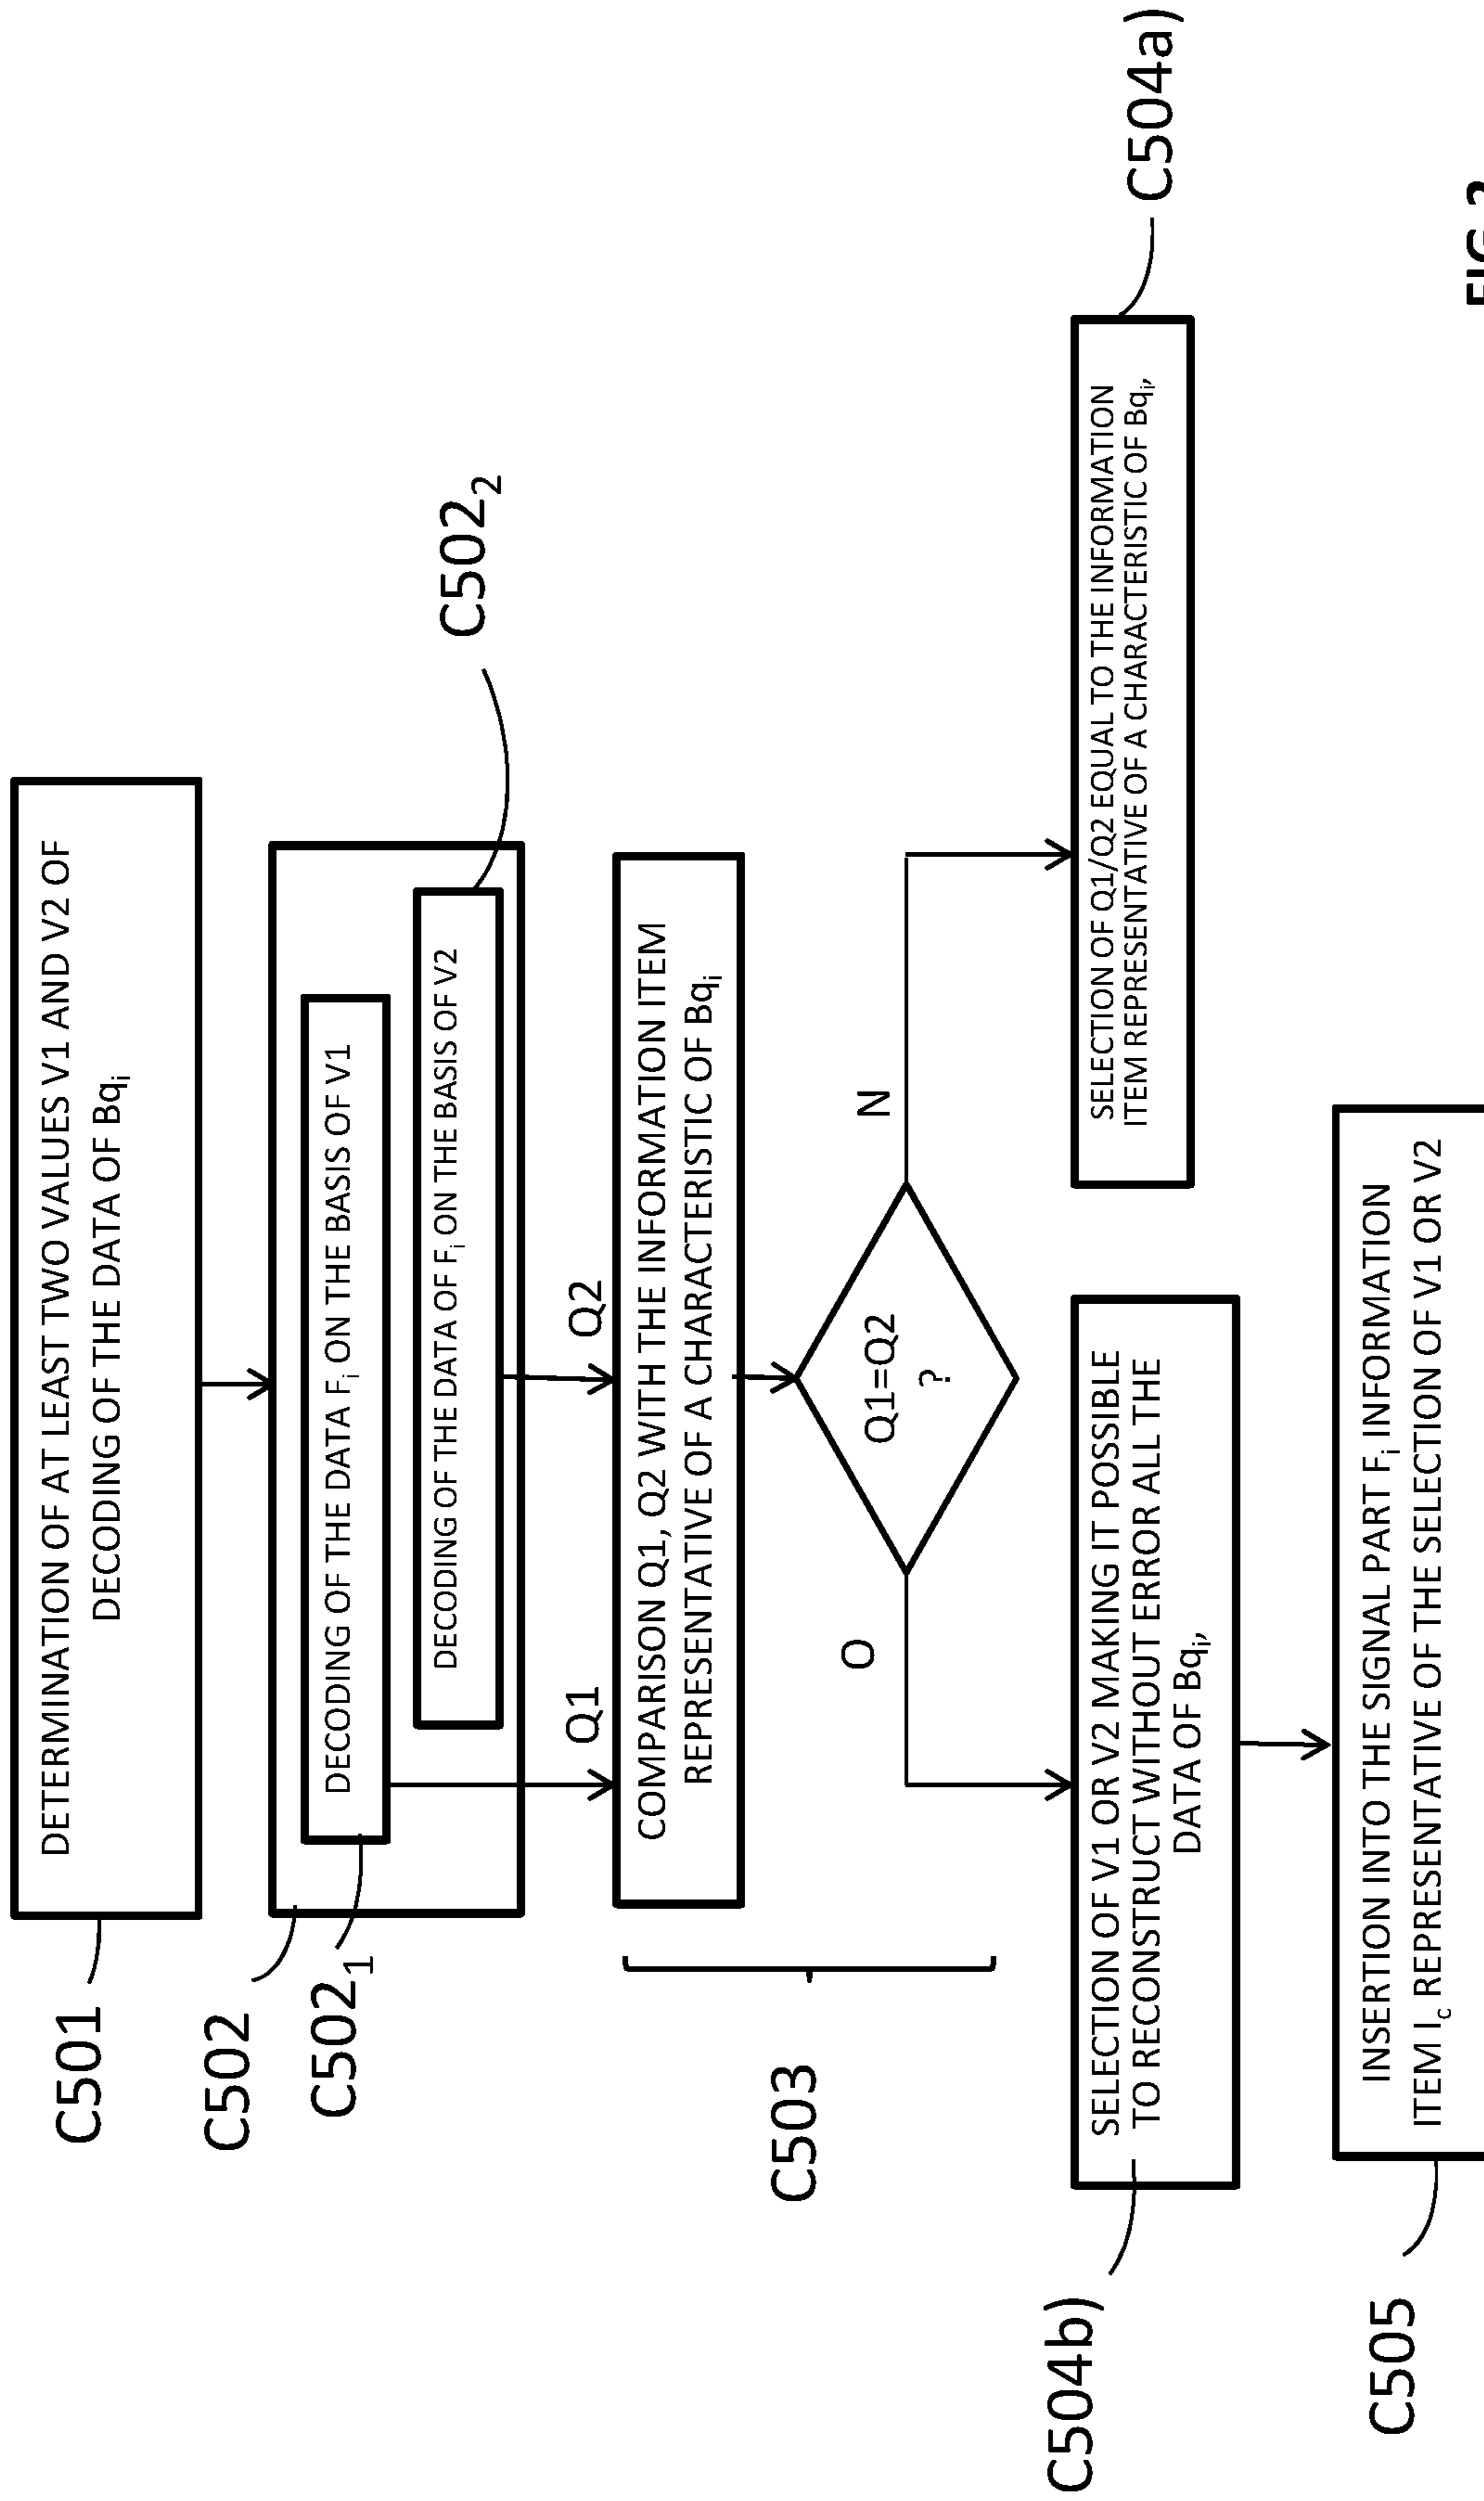 C501
DETERMINATION OF AT LEAST TWO VALUES V1 AND V2 OF
DECODING OF THE DATA OF Bqi
C502
C5021
DECODING OF THE DATA Fi ON THE BASIS OF V1
DECODING OF THE DATA OF Fi ON THE BASIS OF V2
C5022
Q1
Q2
C503
COMPARISON Q1, Q2 WITH THE INFORMATION ITEM
REPRESENTATIVE OF A CHARACTERISTIC OF Bqi
Q1=Q2
?
O
N
C504b)
SELECTION OF V1 OR V2 MAKING IT POSSIBLE
TO RECONSTRUCT WITHOUT ERROR ALL THE
DATA OF Bqi,
SELECTION OF Q1/Q2 EQUAL TO THE INFORMATION
ITEM REPRESENTATIVE OF A CHARACTERISTIC OF Bqi,
C504a)
C505
INSERTION INTO THE SIGNAL PART Fi INFORMATION
ITEM Ic REPRESENTATIVE OF THE SELECTION OF V1 OR V2